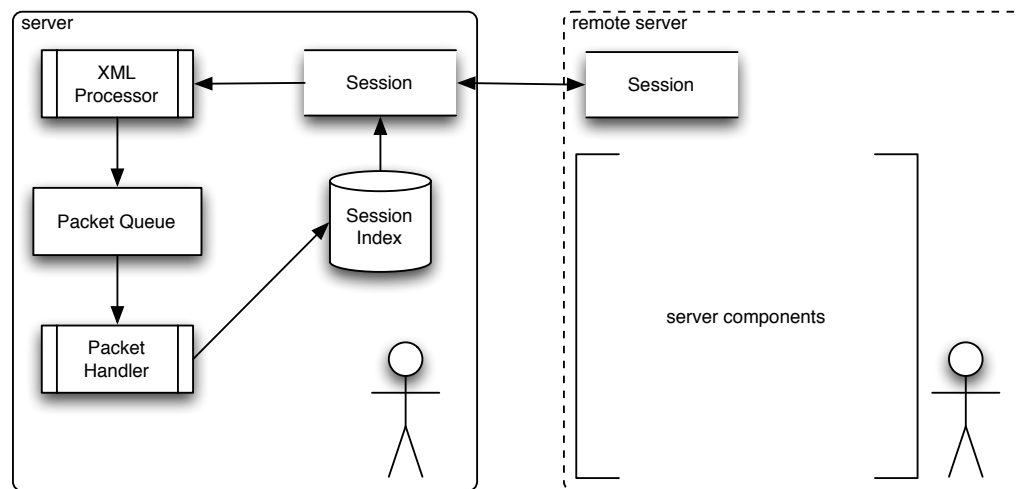 server
XML
Processor
Session
Packet Queue
Session
Index
Packet
Handler
remote server
Session
server components